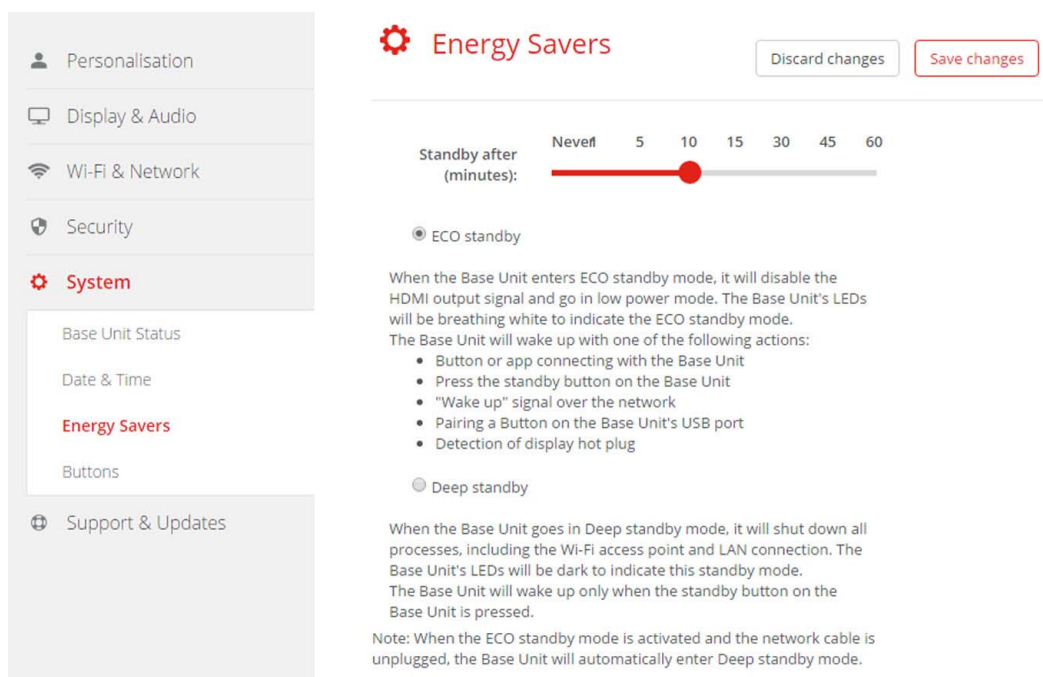 Personalisation
Display & Audio
Wi-Fi & Network
Security
System
Base Unit Status
Date & Time
Energy Savers
Buttons
Support & Updates
Energy Savers
Discard changes
Save changes
Standby after
(minutes):
Never 1 5 10 15 30 45 60
ECO standby
When the Base Unit enters ECO standby mode, it will disable the
HDMI output signal and go in low power mode. The Base Unit's LEDs
will be breathing white to indicate the ECO standby mode.
The Base Unit will wake up with one of the following actions:
• Button or app connecting with the Base Unit
• Press the standby button on the Base Unit
• "Wake up" signal over the network
• Pairing a Button on the Base Unit's USB port
• Detection of display hot plug
Deep standby
When the Base Unit goes in Deep standby mode, it will shut down all
processes, including the Wi-Fi access point and LAN connection. The
Base Unit's LEDs will be dark to indicate this standby mode.
The Base Unit will wake up only when the standby button on the
Base Unit is pressed.
Note: When the ECO standby mode is activated and the network cable is
unplugged, the Base Unit will automatically enter Deep standby mode.